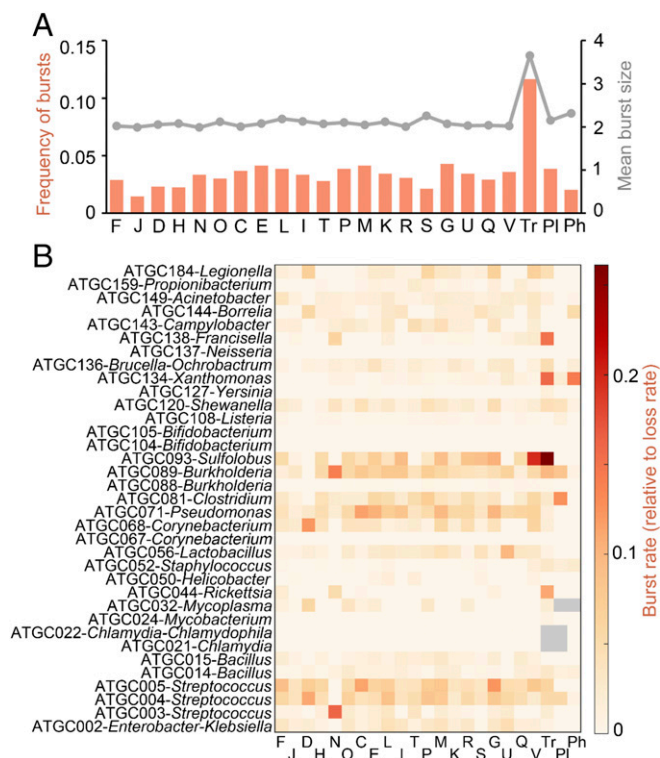 A
Frequency of bursts
0.15
0.10
0.05
0
4
3
2
1
0
Mean burst size
F J D H N O C E L I T P M K R S G U Q V Tr Pl Ph
B
ATGC184-Legionella
ATGC159-Propionibacterium
ATGC149-Acinetobacter
ATGC144-Borrelia
ATGC143-Campylobacter
ATGC138-Francisella
ATGC137-Neisseria
ATGC136-Brucella-Ochrobactrum
ATGC134-Xanthomonas
ATGC127-Yersinia
ATGC120-Shewanella
ATGC108-Listeria
ATGC105-Bifidobacterium
ATGC104-Bifidobacterium
ATGC093-Sulfolobus
ATGC089-Burkholderia
ATGC088-Burkholderia
ATGC081-Clostridium
ATGC071-Pseudomonas
ATGC068-Corynebacterium
ATGC067-Corynebacterium
ATGC056-Lactobacillus
ATGC052-Staphylococcus
ATGC050-Helicobacter
ATGC044-Rickettsia
ATGC032-Mycoplasma
ATGC024-Mycobacterium
ATGC022-Chlamydia-Chlamydophila
ATGC021-Chlamydia
ATGC015-Bacillus
ATGC014-Bacillus
ATGC005-Streptococcus
ATGC004-Streptococcus
ATGC003-Streptococcus
ATGC002-Enterobacter-Klebsiella
F J D H N O C E L I T P M K R S G U Q V Tr Pl Ph
0.2
0.1
0
Burst rate (relative to loss rate)